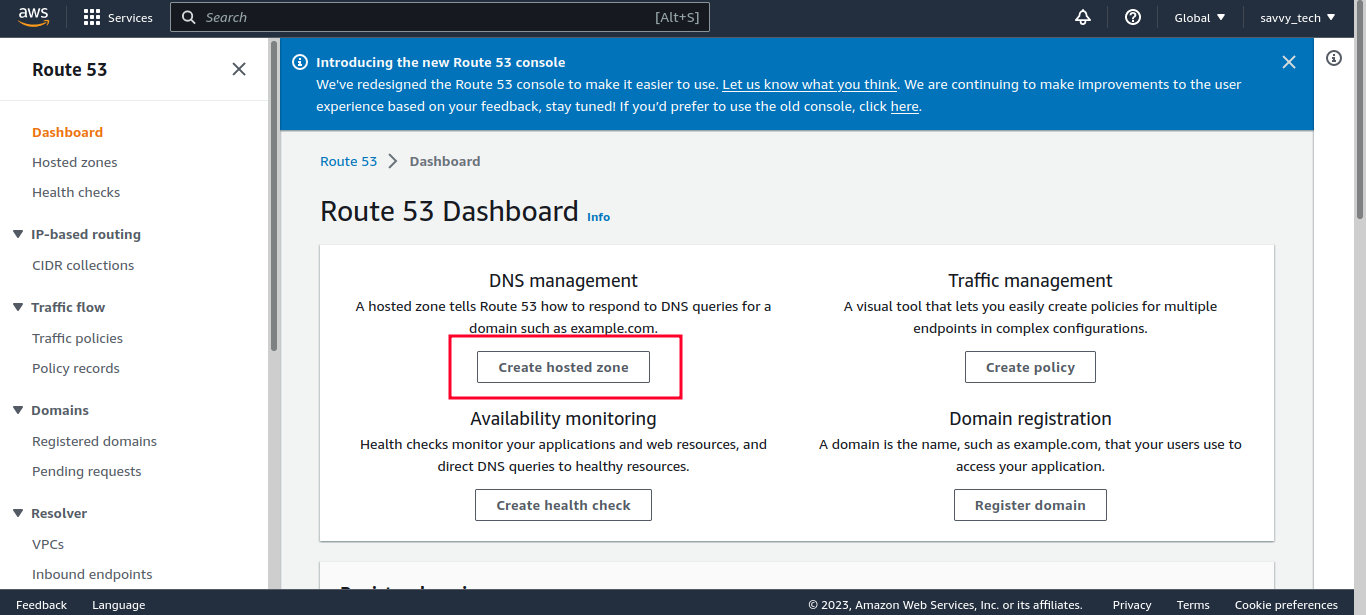 aws
Services
Search
[Alt+S]
Global
savvy_tech
Route 53
Dashboard
Hosted zones
Health checks
IP-based routing
CIDR collections
Traffic flow
Traffic policies
Policy records
Domains
Registered domains
Pending requests
Resolver
VPCs
Inbound endpoints
Introducing the new Route 53 console
We've redesigned the Route 53 console to make it easier to use. Let us know what you think. We are continuing to make improvements to the user
experience based on your feedback, stay tuned! If you'd prefer to use the old console, click here.
Route 53 > Dashboard
Route 53 Dashboard Info
DNS management
A hosted zone tells Route 53 how to respond to DNS queries for a
domain such as example.com.
Create hosted zone
Traffic management
A visual tool that lets you easily create policies for multiple
endpoints in complex configurations.
Create policy
Availability monitoring
Health checks monitor your applications and web resources, and
direct DNS queries to healthy resources.
Create health check
Domain registration
A domain is the name, such as example.com, that your users use to
access your application.
Register domain
Feedback
Language
© 2023, Amazon Web Services, Inc. or its affiliates.
Privacy
Terms
Cookie preferences